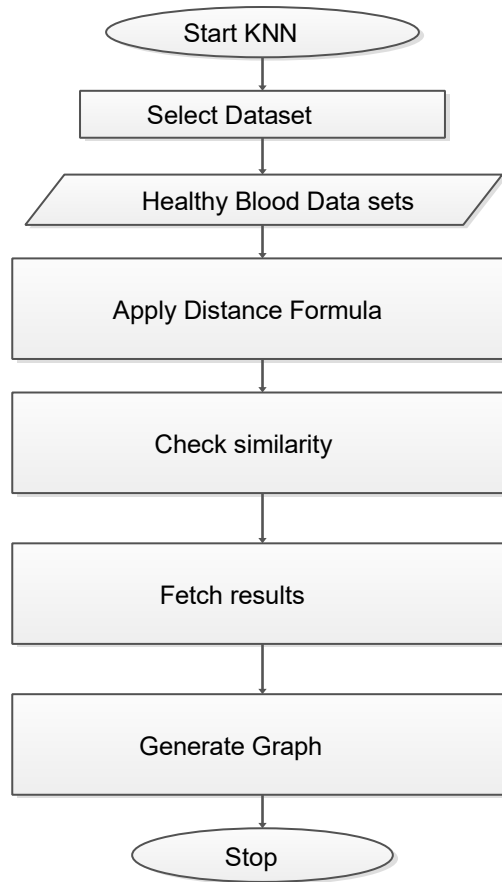 Start KNN
Select Dataset
Healthy Blood Data sets
Apply Distance Formula
Check similarity
Fetch results
Generate Graph
Stop